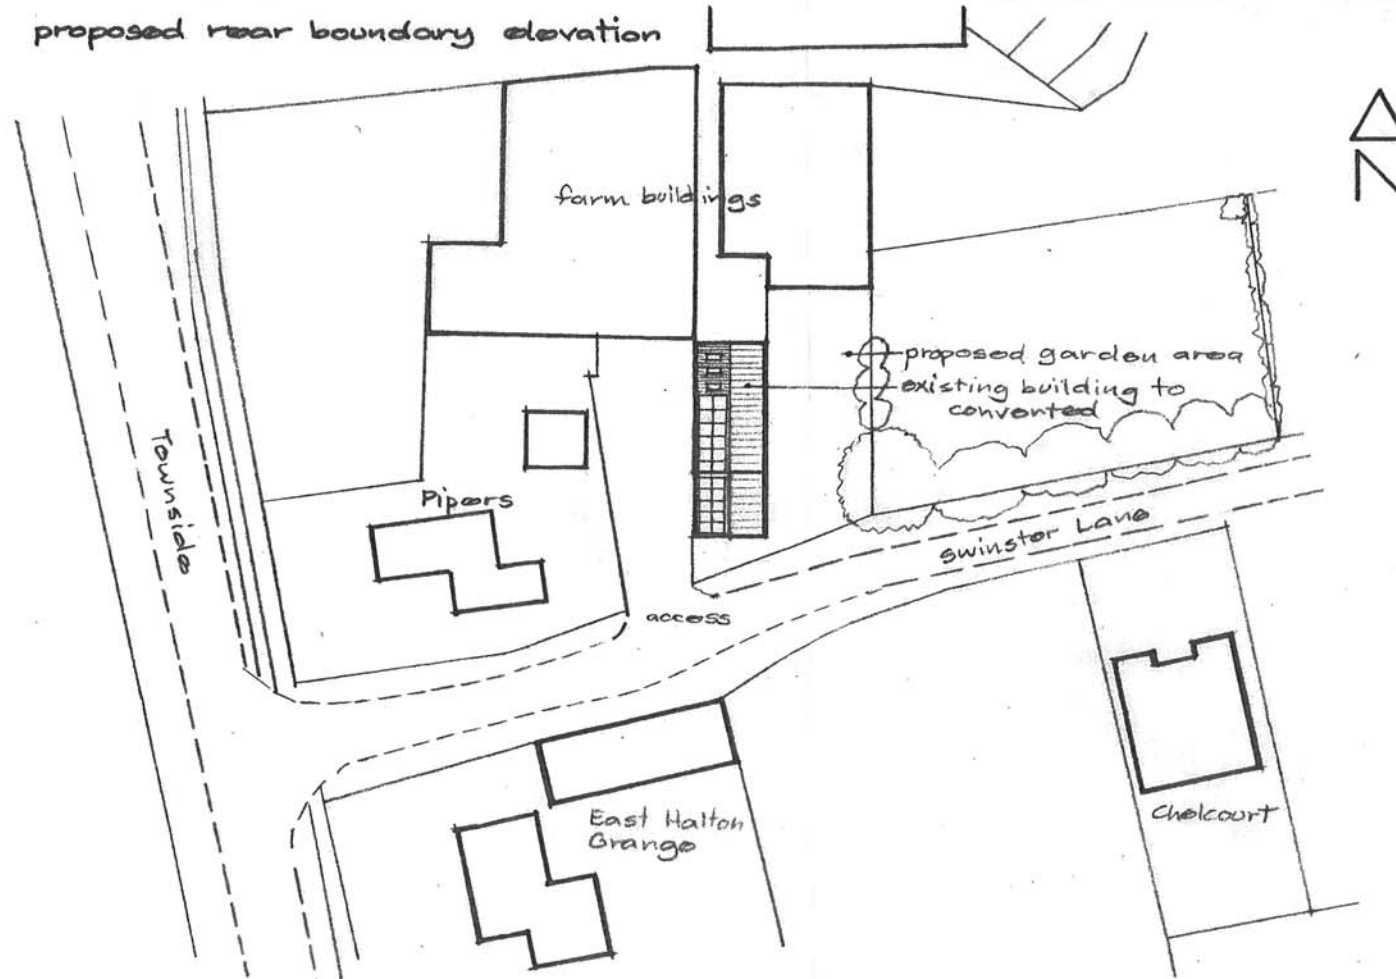 proposed rear boundary elevation
N
farm buildings
proposed garden area
existing building to
converted
Townside
Pipers
Swinster Lane
access
East Halton
Grange
Chelcourt